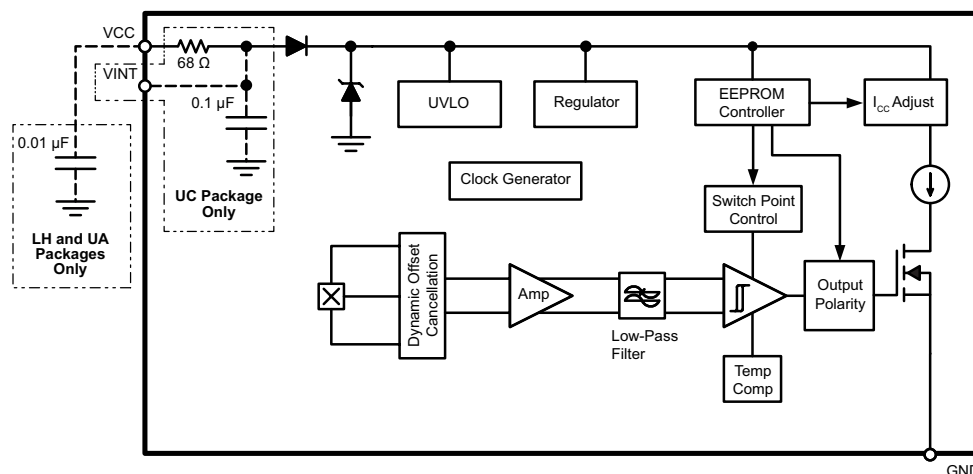 VCC
68 Ω
VINT
0.1 µF
UVLO
Regulator
EEPROM
Controller
ICC Adjust
0.01 µF
UC Package
Only
Clock Generator
Switch Point
Control
LH and UA
Packages
Only
Dynamic Offset
Cancellation
Amp
Low-Pass
Filter
Output
Polarity
Temp
Comp
GND